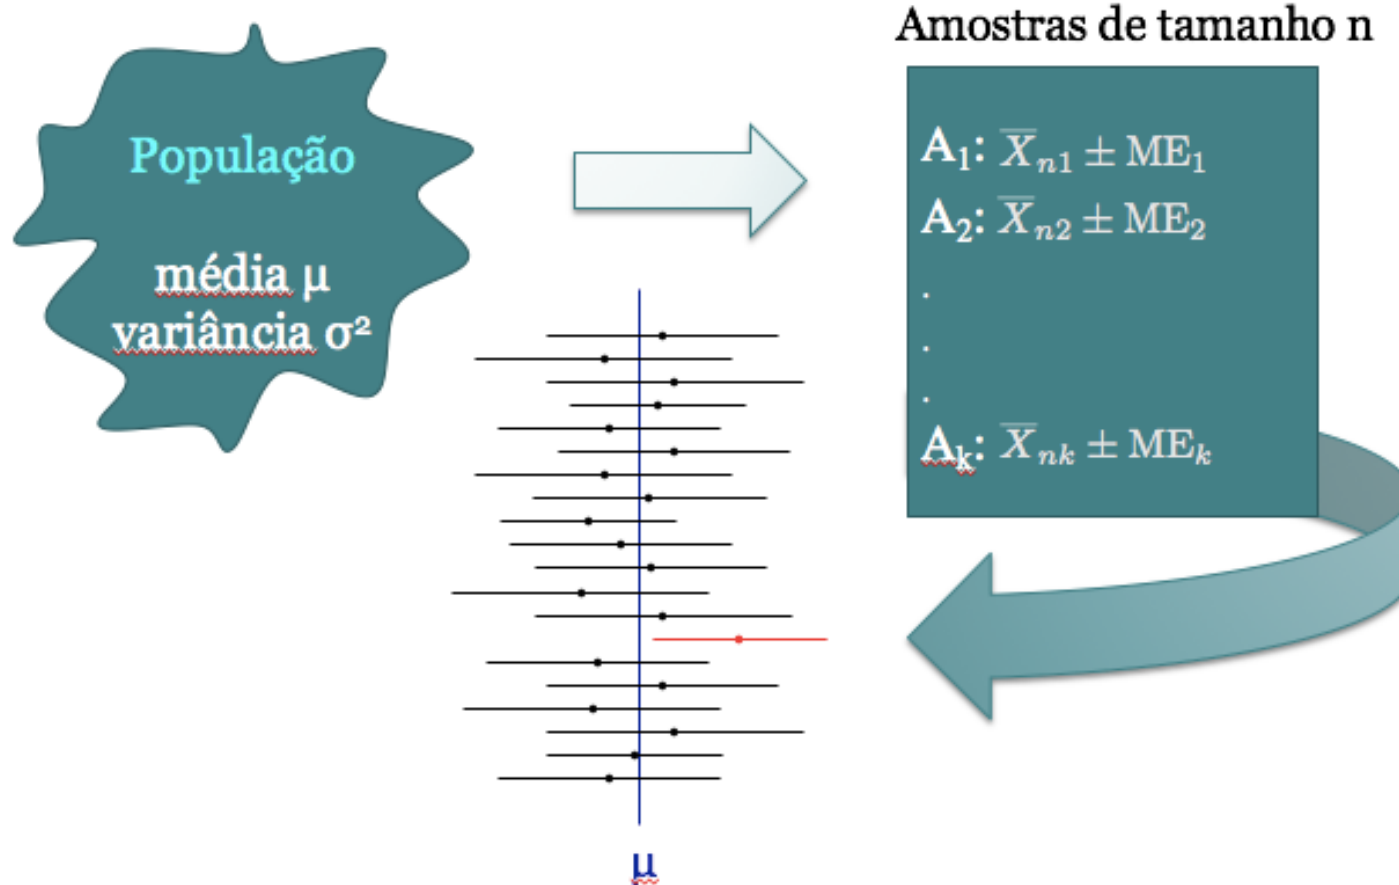 População
média μ
variância σ²
Amostras de tamanho n
A₁: X̅ₙ₁ ± ME₁
A₂: X̅ₙ₂ ± ME₂
.
.
.
Aₖ: X̅ₙₖ ± MEₖ
μ